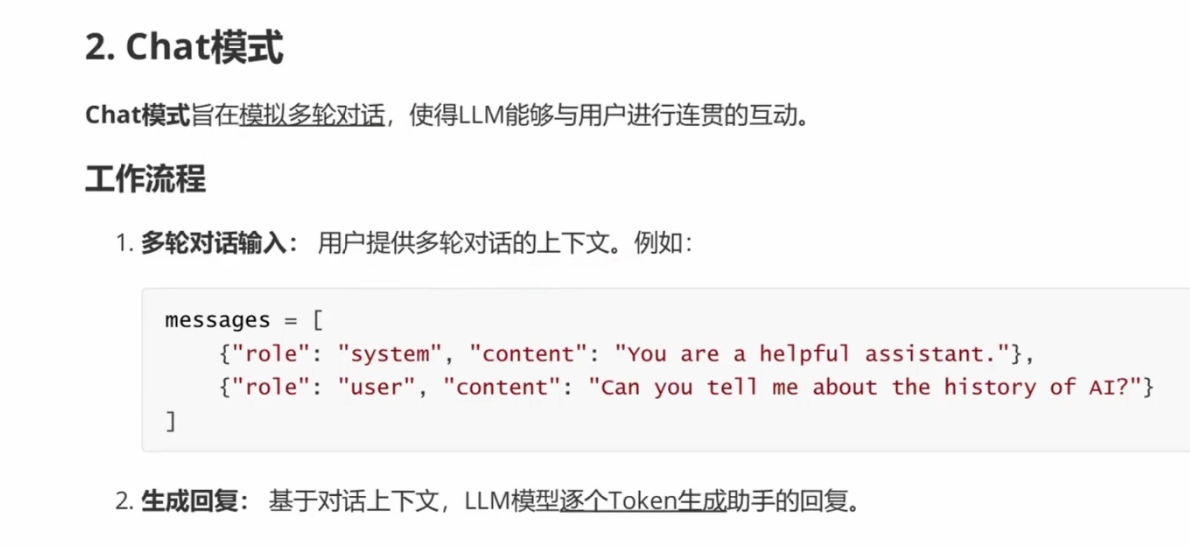 2. Chat模式
Chat模式旨在模拟多轮对话，使得LLM能够与用户进行连贯的互动。
工作流程
1. 多轮对话输入： 用户提供多轮对话的上下文。例如：
messages = [
    {"role": "system", "content": "You are a helpful assistant."},
    {"role": "user", "content": "Can you tell me about the history of AI?"}
]
2. 生成回复： 基于对话上下文，LLM模型逐个Token生成助手的回复。